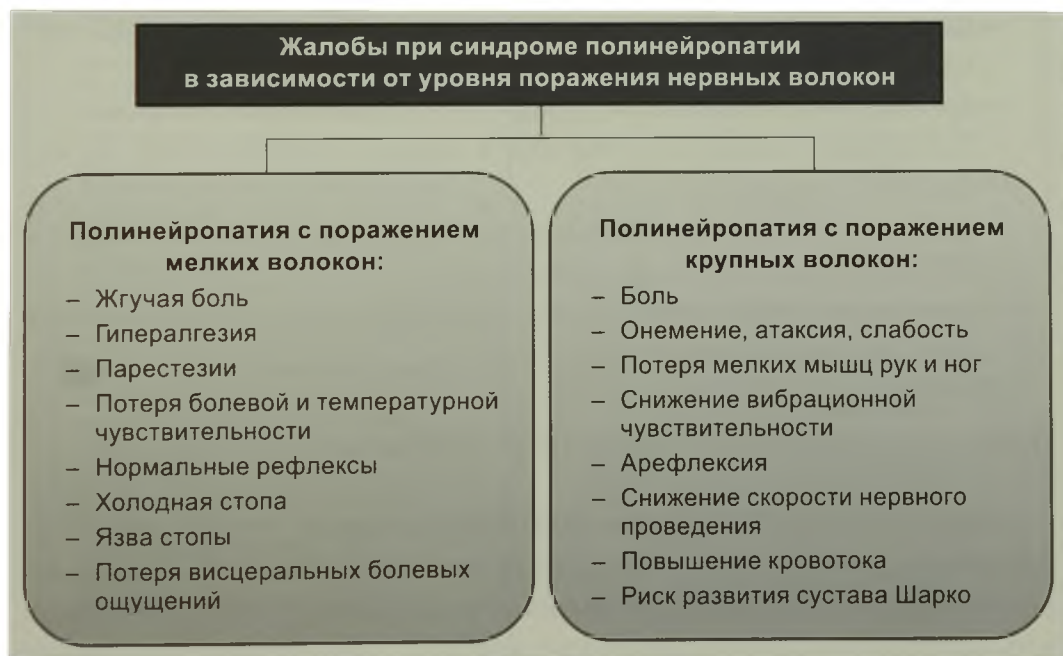 Жалобы при синдроме полинейропатии
в зависимости от уровня поражения нервных волокон
Полинейропатия с поражением
мелких волокон:
– Жгучая боль
– Гипералгезия
– Парестезии
– Потеря болевой и температурной
чувствительности
– Нормальные рефлексы
– Холодная стопа
– Язва стопы
– Потеря висцеральных болевых
ощущений
Полинейропатия с поражением
крупных волокон:
– Боль
– Онемение, атаксия, слабость
– Потеря мелких мышц рук и ног
– Снижение вибрационной
чувствительности
– Арефлексия
– Снижение скорости нервного
проведения
– Повышение кровотока
– Риск развития сустава Шарко